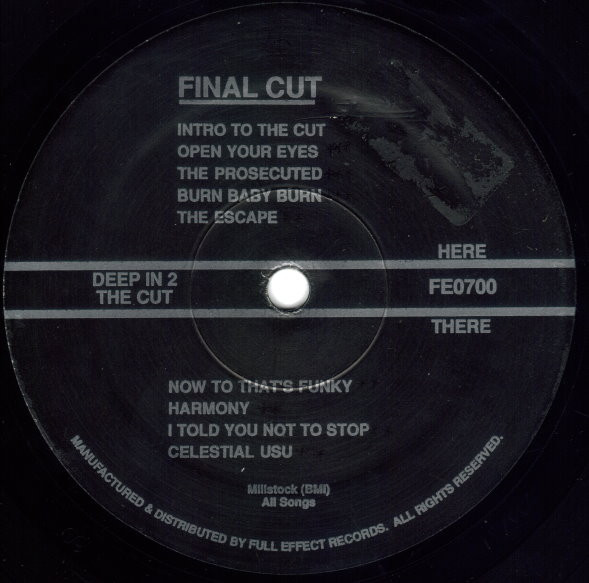 FINAL CUT
INTRO TO THE CUT
OPEN YOUR EYES
THE PROSECUTED
BURN BABY BURN
THE ESCAPE
HERE
DEEP IN 2
THE CUT
FE0700
THERE
NOW TO THAT'S FUNKY
HARMONY
I TOLD YOU NOT TO STOP
CELESTIAL USU
Millstock (BMI)
All Songs
MANUFACTURED & DISTRIBUTED BY FULL EFFECT RECORDS. ALL RIGHTS RESERVED.